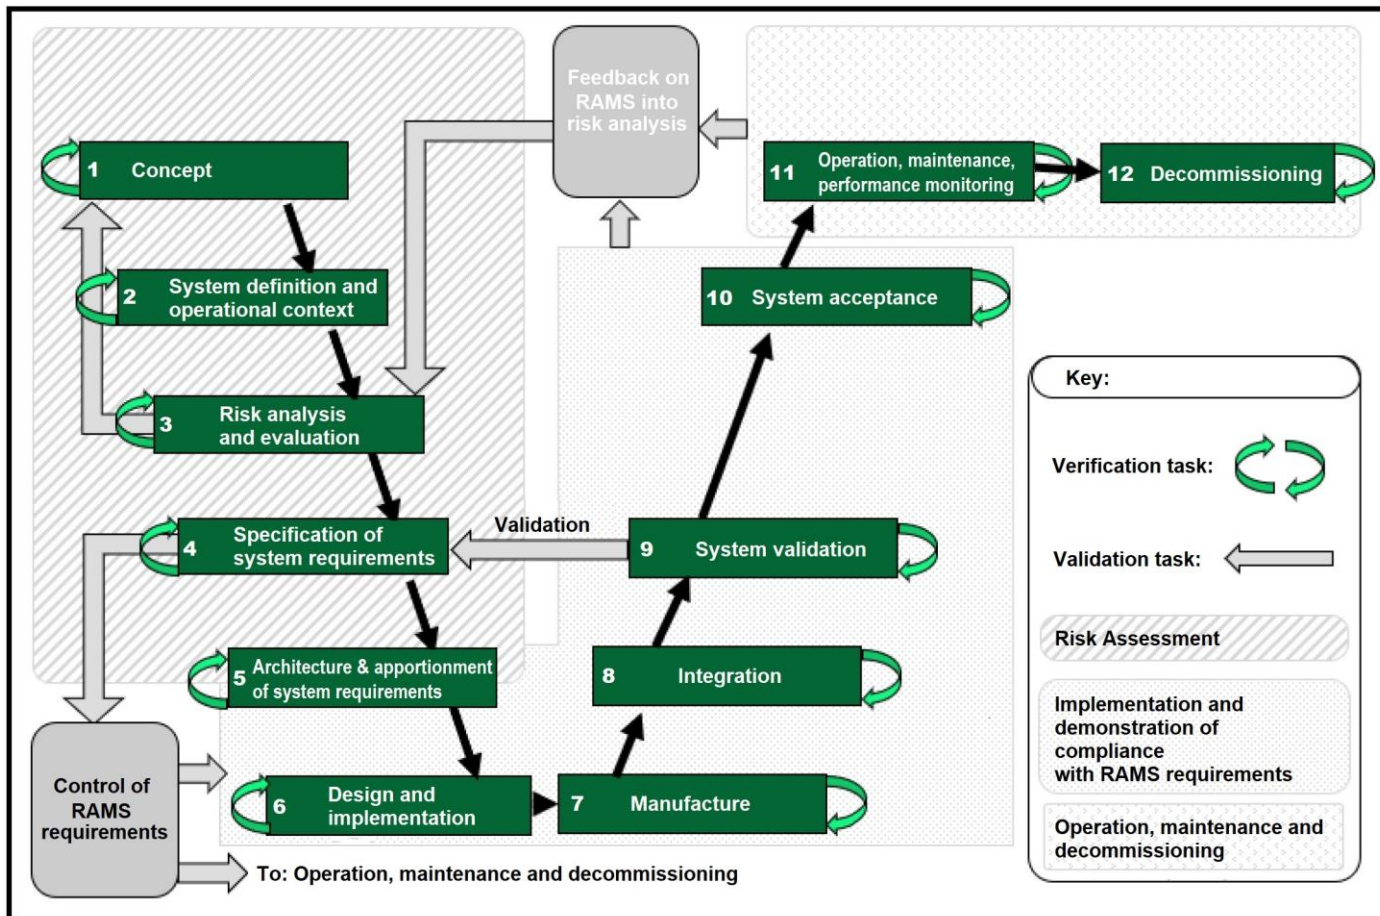 Feedback on
RAMS into
risk analysis
1 Concept
2 System definition and
operational context
3 Risk analysis
and evaluation
4 Specification of
system requirements
5 Architecture & apportionment
of system requirements
6 Design and
implementation
7 Manufacture
8 Integration
9 System validation
Validation
10 System acceptance
11 Operation, maintenance,
performance monitoring
12 Decommissioning
Control of
RAMS
requirements
To: Operation, maintenance and decommissioning
Key:
Verification task:
Validation task:
Risk Assessment
Implementation and
demonstration of
compliance
with RAMS requirements
Operation, maintenance and
decommissioning